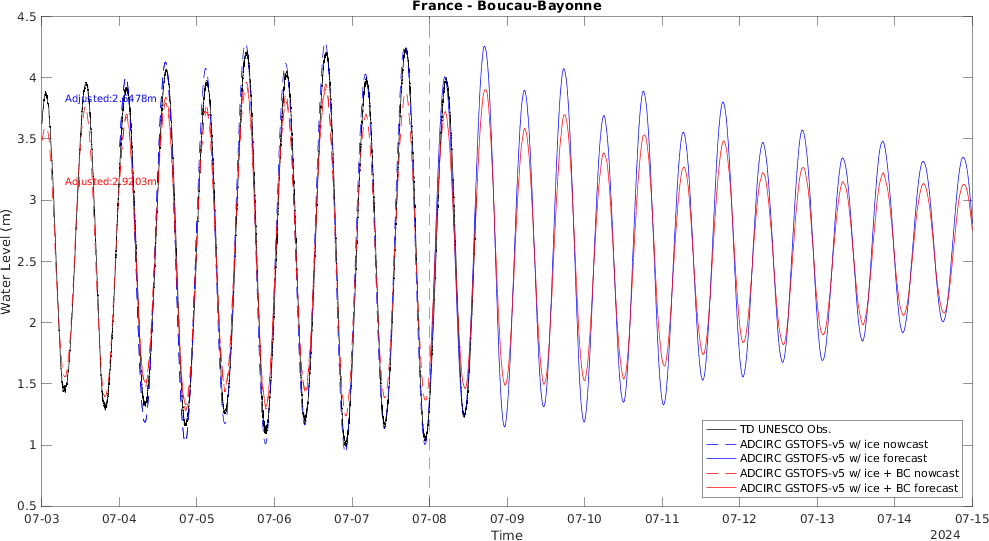 France - Boucau-Bayonne
4.5
4
3.5
3
2.5
2
1.5
1
0.5
Water Level (m)
Adjusted:2.9203m
TD UNESCO Obs.
ADCIRC GSTOFS-v5 w/ ice nowcast
ADCIRC GSTOFS-v5 w/ ice forecast
ADCIRC GSTOFS-v5 w/ ice + BC nowcast
ADCIRC GSTOFS-v5 w/ ice + BC forecast
07-03
07-04
07-05
07-06
07-07
07-08
07-09
07-10
07-11
07-12
07-13
07-14
07-15
Time
2024